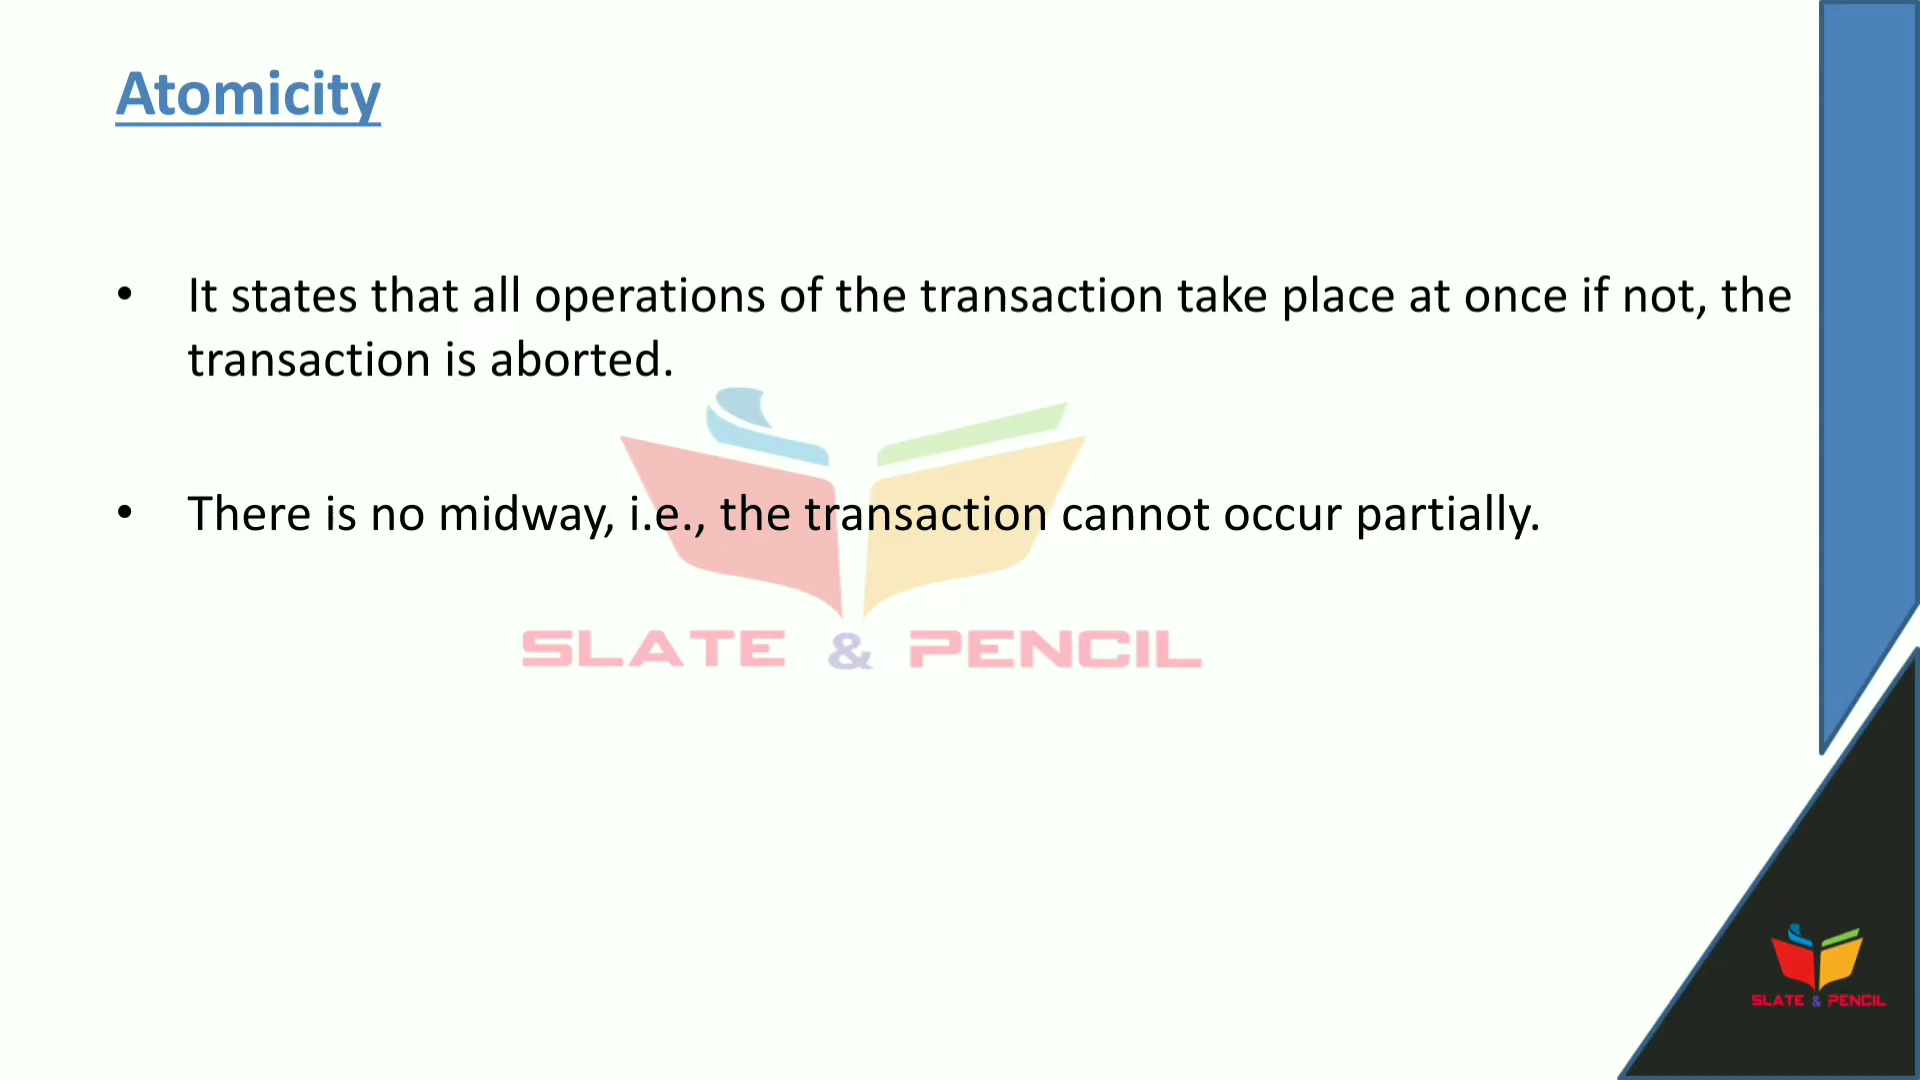 Atomicity
• It states that all operations of the transaction take place at once if not, the
transaction is aborted.
• There is no midway, i.e., the transaction cannot occur partially.
SLATE & PENCIL
SLATE & PENCIL